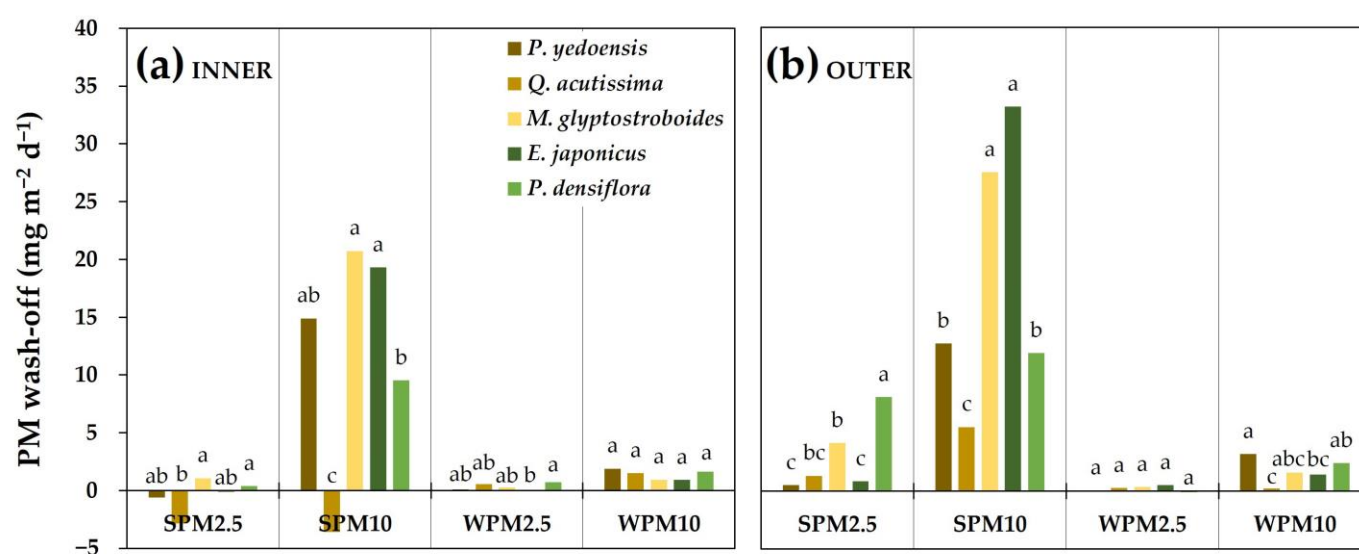 PM wash-off (mg m⁻² d⁻¹)
40
35
30
25
20
15
10
5
0
−5
(a) INNER
P. yedoensis
Q. acutissima
M. glyptostroboides
E. japonicus
P. densiflora
ab b a ab a
ab c a a b
ab ab ab b a
a a a a a
SPM2.5 SPM10 WPM2.5 WPM10
(b) OUTER
c bc b c a
b c a a b
a a a a a
a c abc bc ab
SPM2.5 SPM10 WPM2.5 WPM10